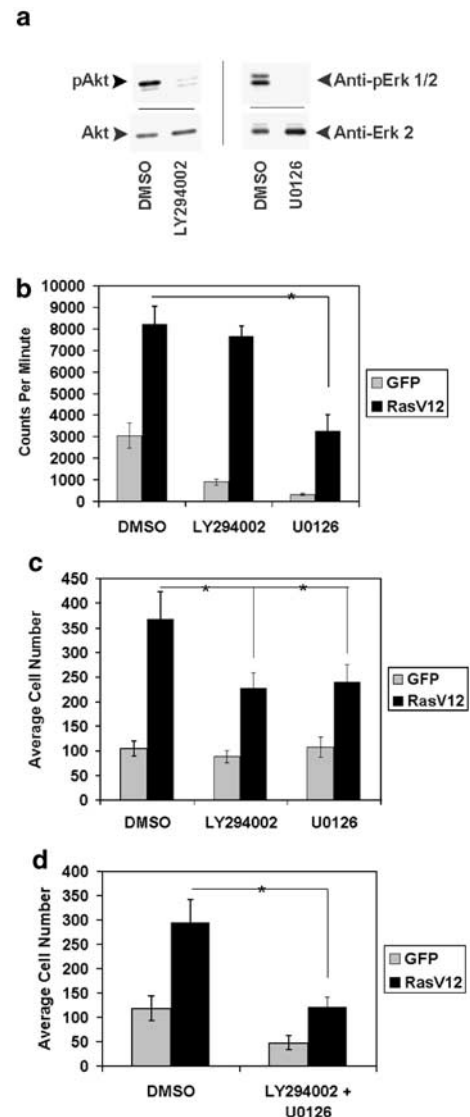 a
pAkt
Anti-pErk 1/2
Akt
Anti-Erk 2
DMSO
LY294002
DMSO
U0126
b
Counts Per Minute
10000
9000
8000
7000
6000
5000
4000
3000
2000
1000
0
*
GFP
RasV12
DMSO LY294002 U0126
c
Average Cell Number
450
400
350
300
250
200
150
100
50
0
* *
GFP
RasV12
DMSO LY294002 U0126
d
Average Cell Number
400
350
300
250
200
150
100
50
0
*
GFP
RasV12
DMSO LY294002 +
U0126